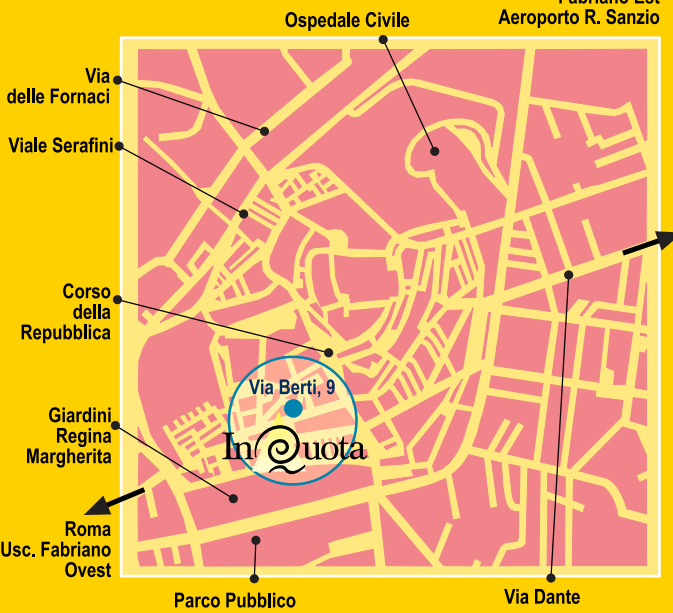 Fabriano Est
Aeroporto R. Sanzio
Ospedale Civile
Via
delle Fornaci
Viale Serafini
Corso
della
Repubblica
Via Berti, 9
InQuota
Giardini
Regina
Margherita
Roma
Usc. Fabriano
Ovest
Parco Pubblico
Via Dante